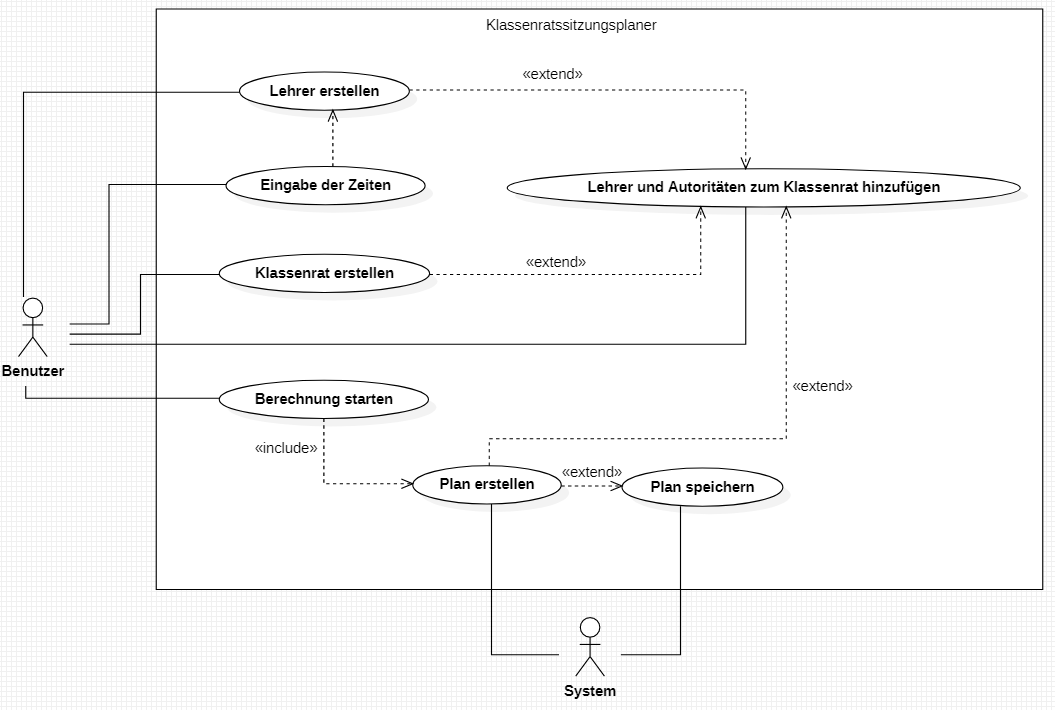 Klassenratssitzungsplaner
«extend»
Lehrer erstellen
Eingabe der Zeiten
Lehrer und Autoritäten zum Klassenrat hinzufügen
«extend»
Klassenrat erstellen
Benutzer
«extend»
Berechnung starten
«include»
«extend»
Plan erstellen
Plan speichern
System